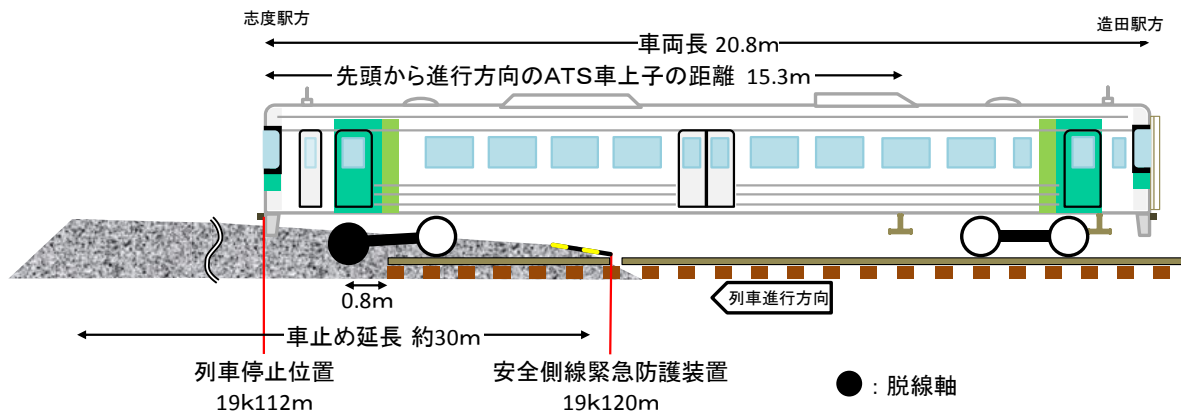 志度駅方
造田駅方
車両長 20.8m
先頭から進行方向のATS車上子の距離 15.3m
列車進行方向
0.8m
車止め延長 約30m
列車停止位置
19k112m
安全側線緊急防護装置
19k120m
：脱線軸